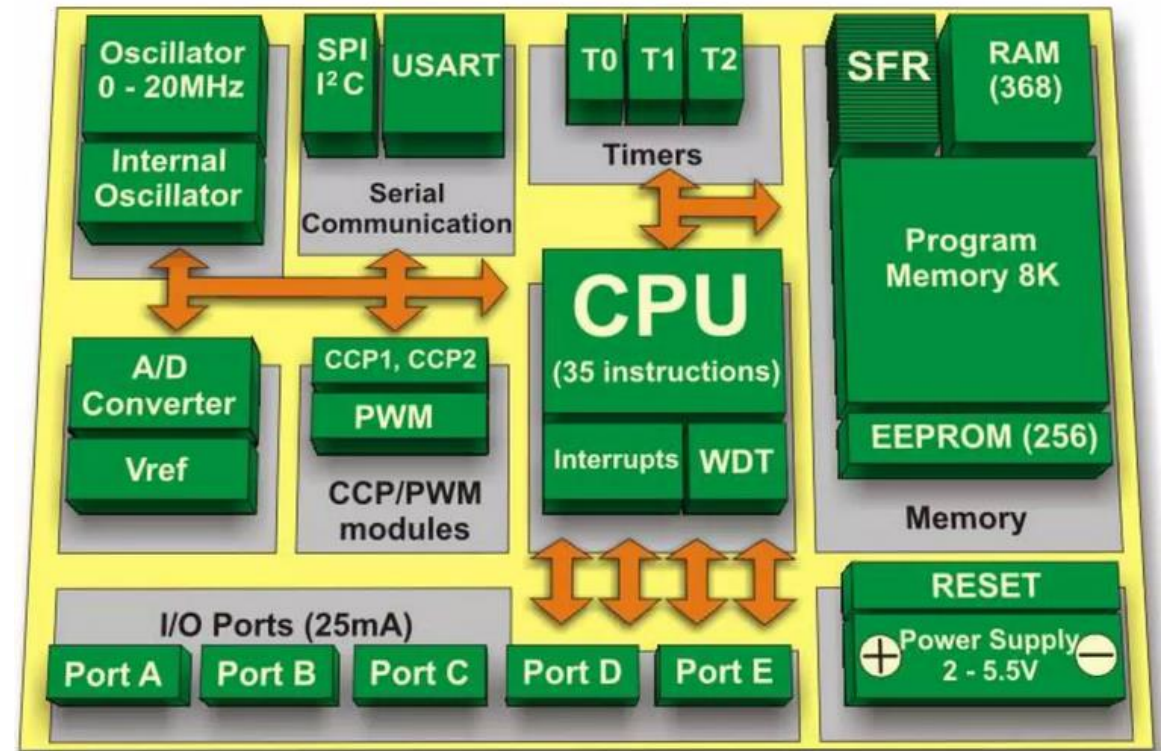 Oscillator
0 - 20MHz
Internal
Oscillator
SPI
I²C
USART
Serial
Communication
T0 T1 T2
Timers
SFR
RAM
(368)
Program
Memory 8K
EEPROM (256)
Memory
CPU
(35 instructions)
Interrupts
WDT
A/D
Converter
Vref
CCP1, CCP2
PWM
CCP/PWM
modules
I/O Ports (25mA)
Port A
Port B
Port C
Port D
Port E
RESET
+ Power Supply −
2 - 5.5V